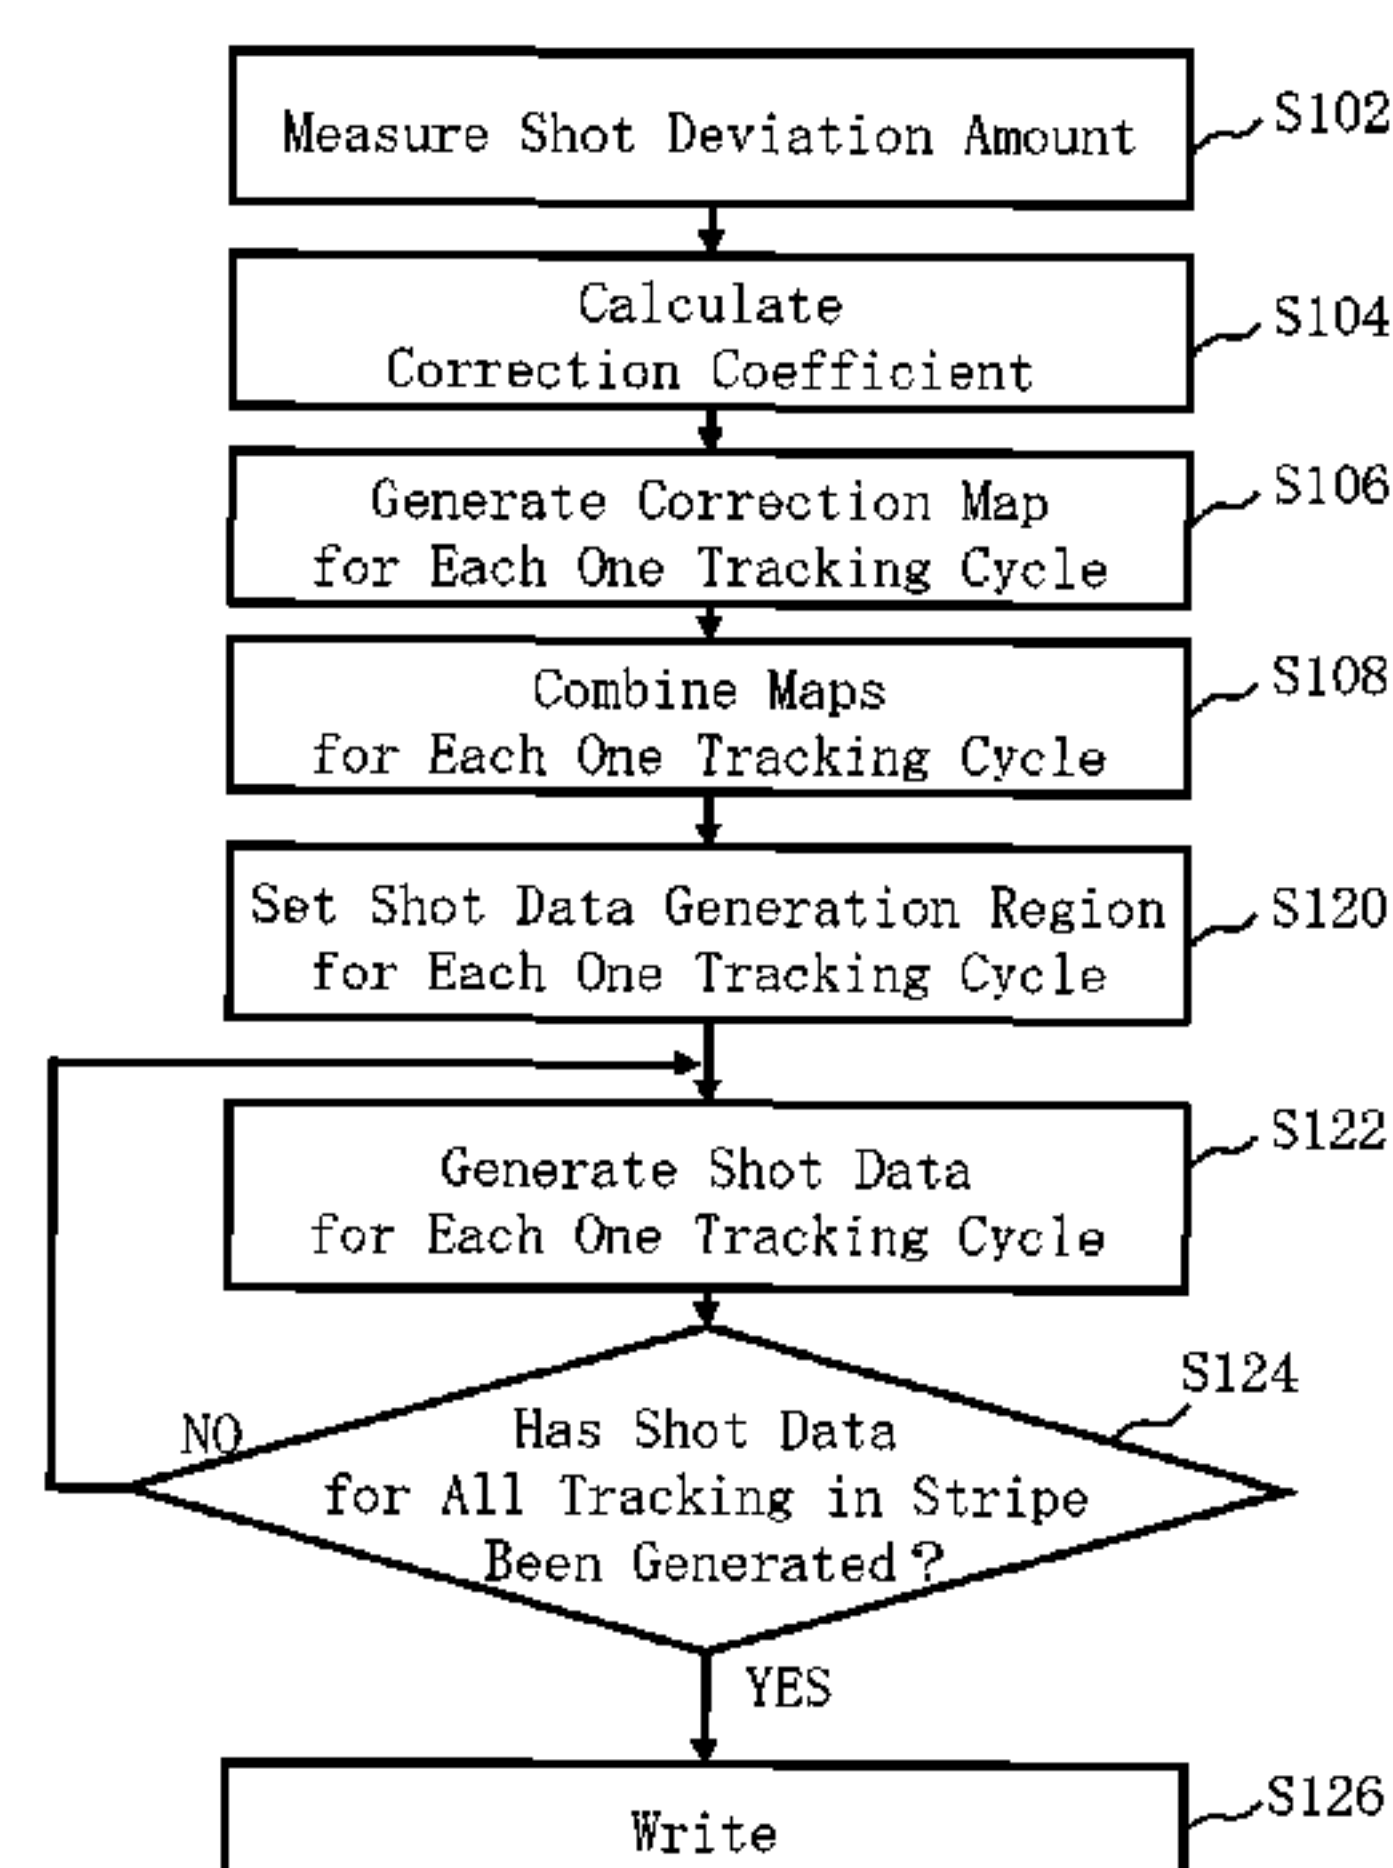 Measure Shot Deviation Amount
S102
Calculate
Correction Coefficient
S104
Generate Correction Map
for Each One Tracking Cycle
S106
Combine Maps
for Each One Tracking Cycle
S108
Set Shot Data Generation Region
for Each One Tracking Cycle
S120
Generate Shot Data
for Each One Tracking Cycle
S122
S124
NO
Has Shot Data
for All Tracking in Stripe
Been Generated?
YES
Write
S126